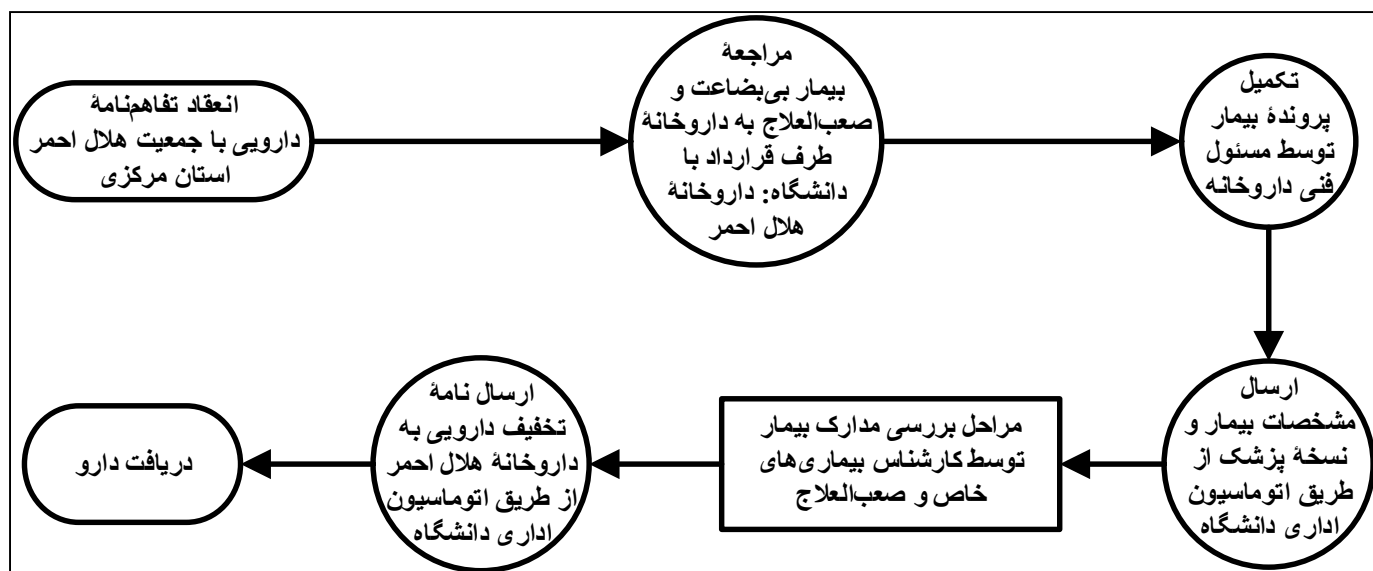 انعقاد تفاهم‌نامهٔ
دارویی با جمعیت هلال احمر
استان مرکزی
مراجعهٔ
بیمار بی‌بضاعت و
صعب‌العلاج به داروخانهٔ
طرف قرارداد با
دانشگاه: داروخانهٔ
هلال احمر
تکمیل
پروندهٔ بیمار
توسط مسئول
فنی داروخانه
ارسال
مشخصات بیمار و
نسخهٔ پزشک از
طریق اتوماسیون
اداری دانشگاه
مراحل بررسی مدارک بیمار
توسط کارشناس بیماری‌های
خاص و صعب‌العلاج
ارسال نامهٔ
تخفیف دارویی به
داروخانهٔ هلال احمر
از طریق اتوماسیون
اداری دانشگاه
دریافت دارو